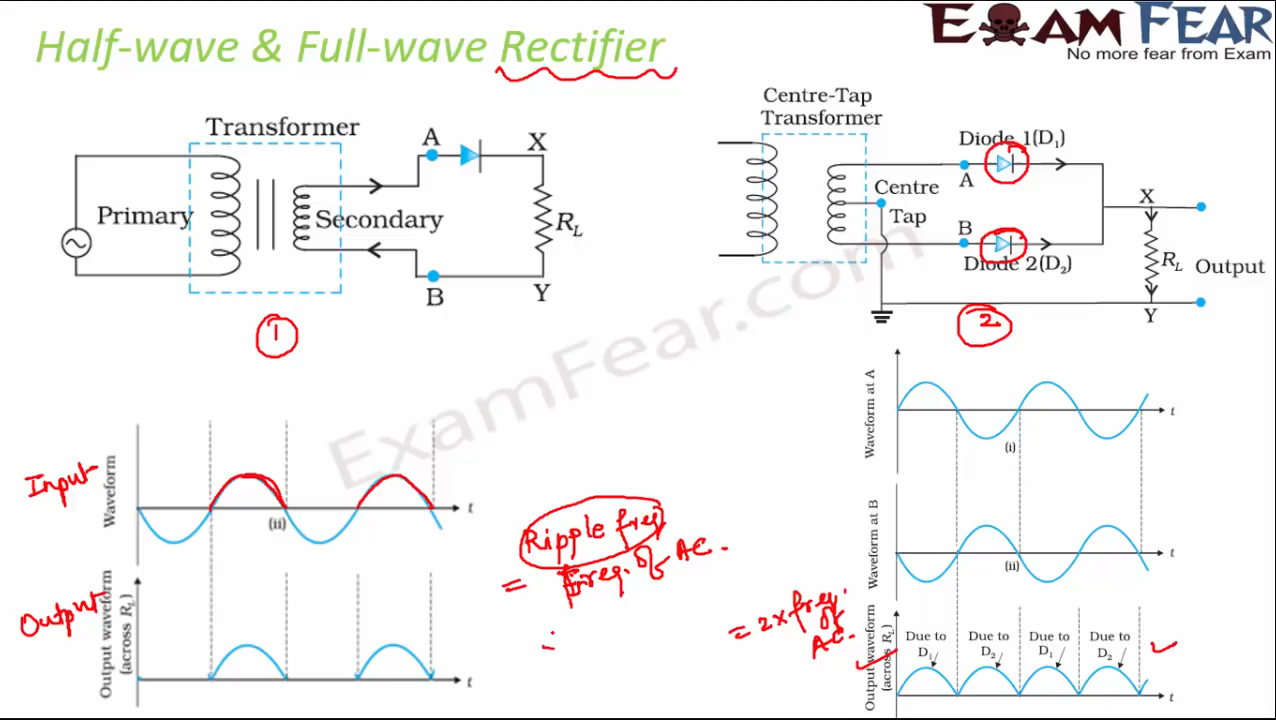 Half-wave & Full-wave Rectifier
EXAM FEAR
No more fear from Exam
Transformer
Primary
Secondary
A
X
R_L
B
Y
1
Centre-Tap
Transformer
Diode 1(D₁)
A
Centre
Tap
B
Diode 2(D₂)
X
R_L
Output
Y
2
ExamFear.com
Input
Waveform
(ii)
t
Output
Output waveform
(across R_L)
t
Ripple freq
= freq. of AC.
Waveform at A
(i)
t
Waveform at B
(ii)
t
= 2x freq.
of
AC.
Output waveform
(across R_L)
Due to
D₁
Due to
D₂
Due to
D₁
Due to
D₂
t